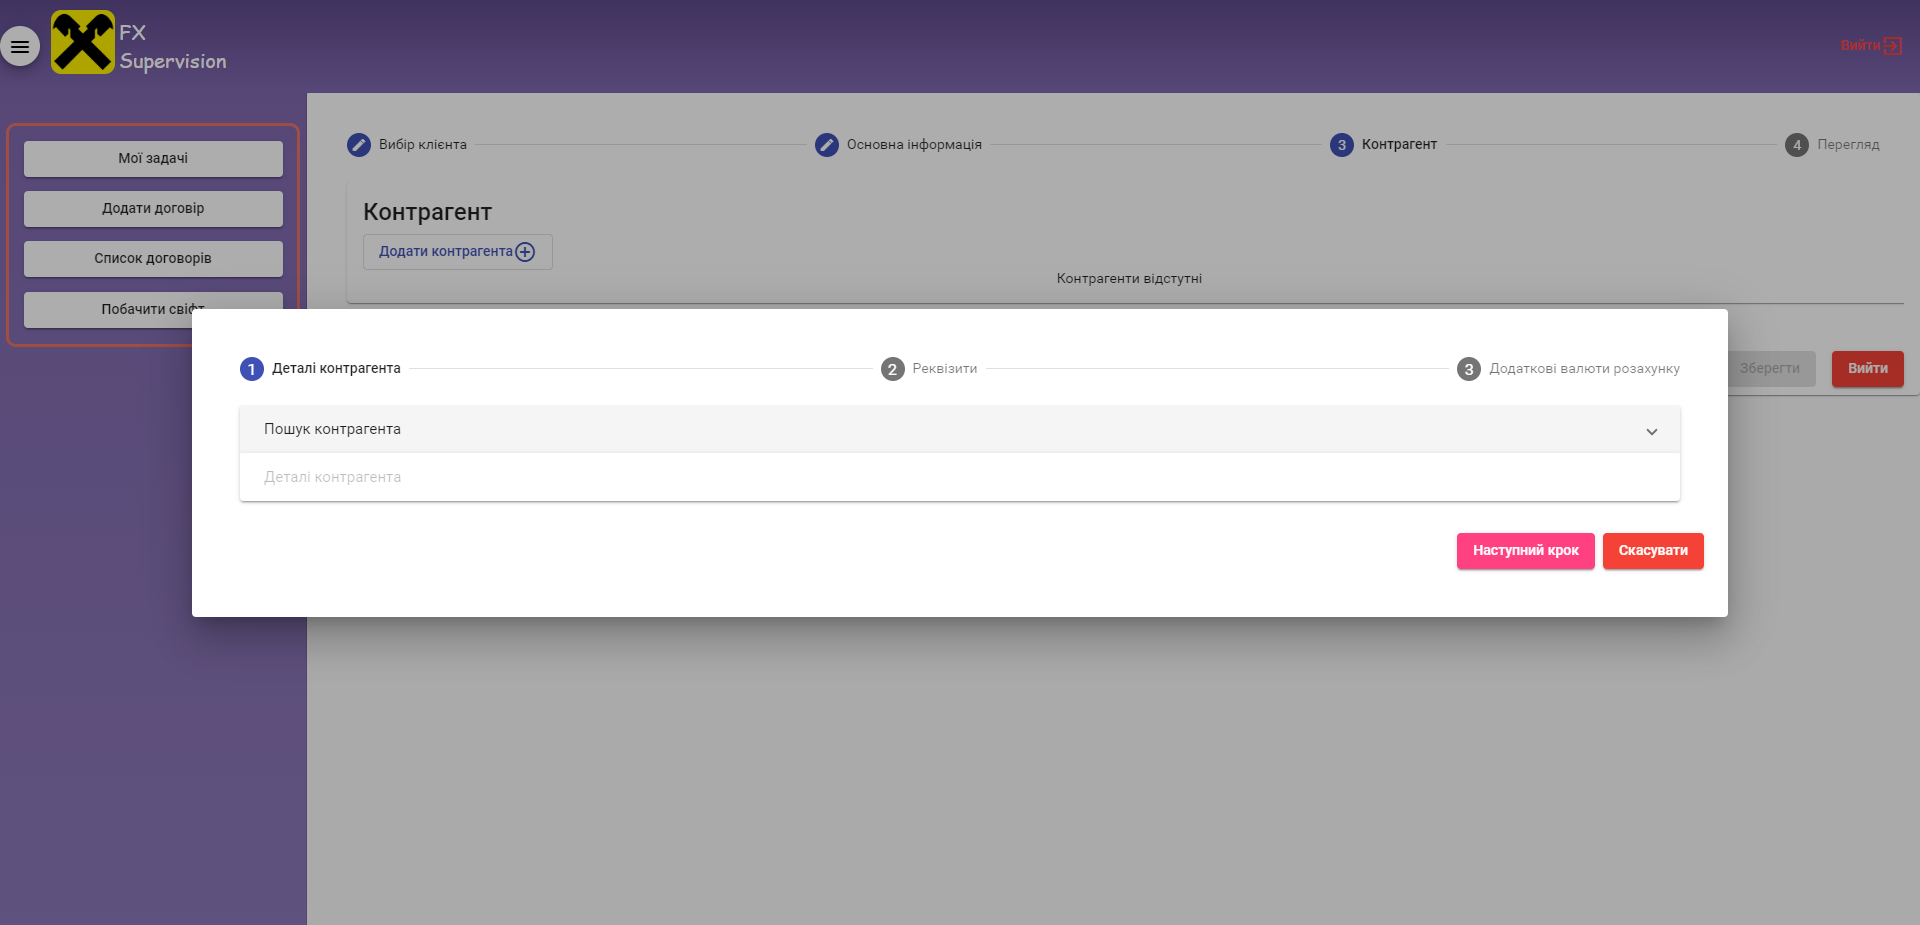 FX
Supervision
Вийти
Мої задачі
Додати договір
Список договорів
Побачити свіфт
Вибір клієнта
Основна інформація
3 Контрагент
4 Перегляд
Контрагент
Додати контрагента
Контрагенти відстутні
Зберегти
Вийти
1 Деталі контрагента
2 Реквізити
3 Додаткові валюти розахунку
Пошук контрагента
Деталі контрагента
Наступний крок
Скасувати